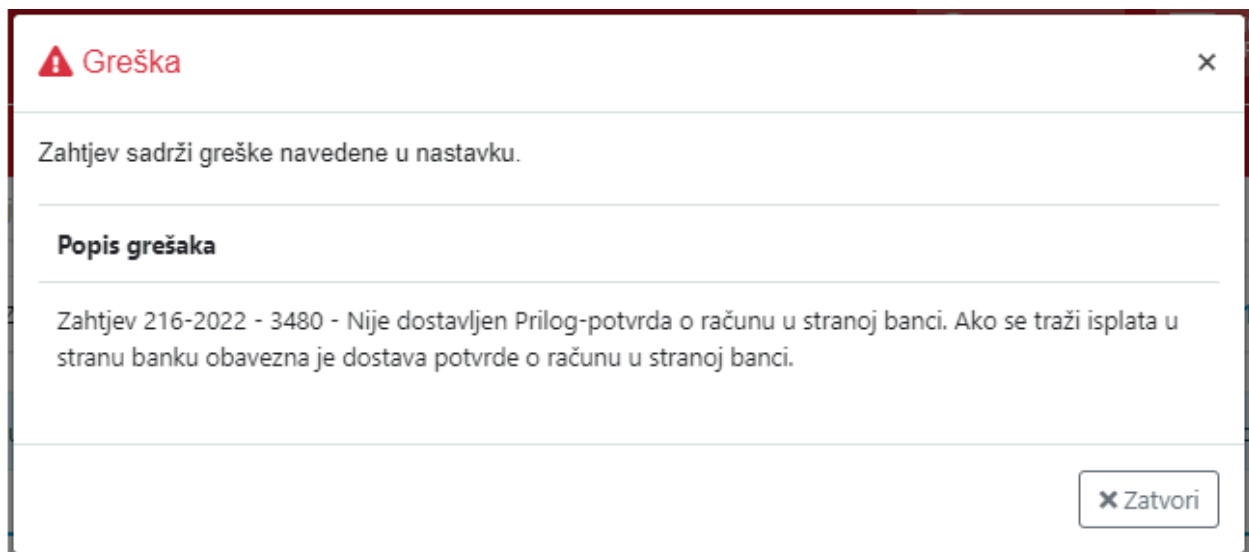 Greška
Zahtjev sadrži greške navedene u nastavku.
Popis grešaka
Zahtjev 216-2022 - 3480 - Nije dostavljen Prilog-potvrda o računu u stranoj banci. Ako se traži isplata u
stranu banku obavezna je dostava potvrde o računu u stranoj banci.
Zatvori